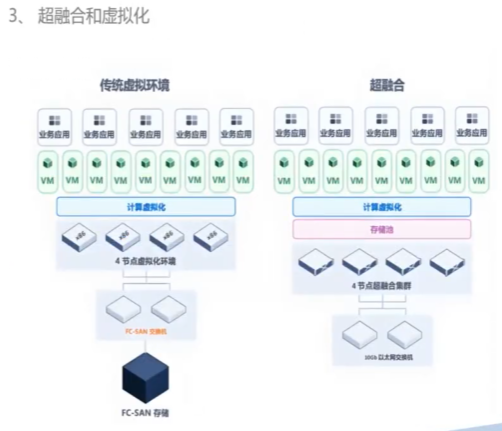 3、 超融合和虚拟化
传统虚拟环境
超融合
业务应用 业务应用 业务应用 业务应用 业务应用
业务应用 业务应用 业务应用 业务应用 业务应用
VM VM VM VM VM VM VM VM VM
VM VM VM VM VM VM VM VM VM
计算虚拟化
计算虚拟化
存储池
x86 x86 x86 x86
4 节点虚拟化环境
4 节点超融合集群
FC-SAN 交换机
10Gb 以太网交换机
FC-SAN 存储